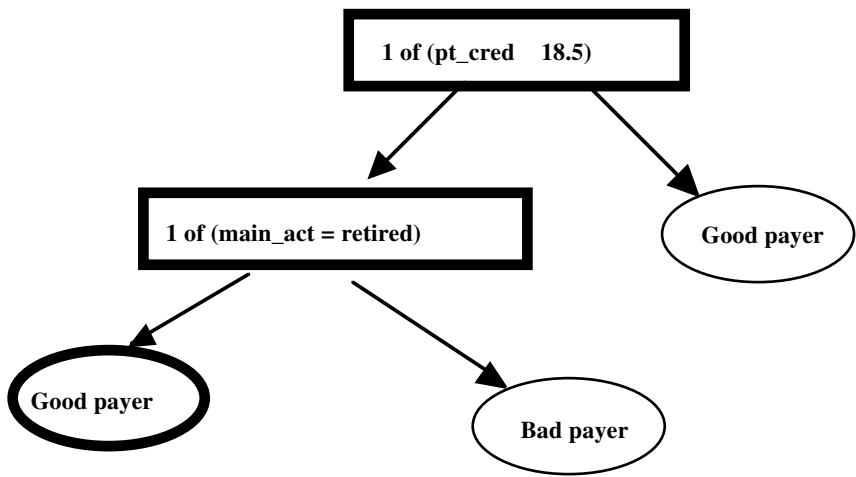 1 of (pt_cred 18.5)
1 of (main_act = retired)
Good payer
Good payer
Bad payer